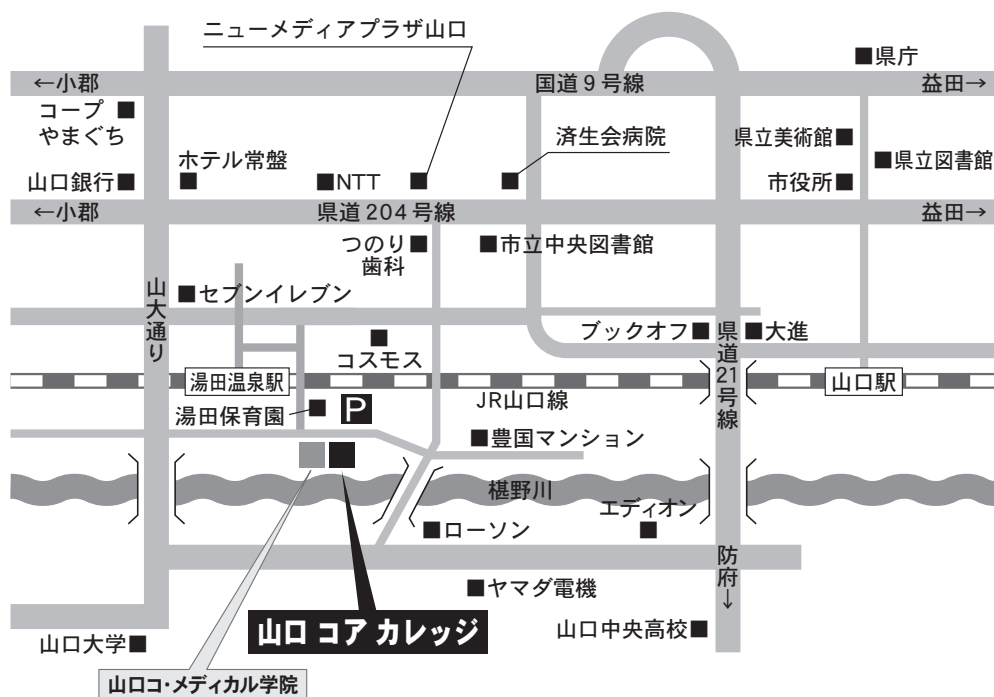 ニューメディアプラザ山口
■県庁
←小郡
国道9号線
益田→
コープ■
やまぐち
済生会病院
県立美術館■
ホテル常盤
■県立図書館
山口銀行■
■NTT
市役所■
←小郡
県道204号線
益田→
つのり■
歯科
■市立中央図書館
山大通り
■セブンイレブン
ブックオフ■
県道21号線
■大進
コスモス
湯田温泉駅
山口駅
JR山口線
湯田保育園■
P
■豊国マンション
椹野川
エディオン
■ローソン
防府→
■ヤマダ電機
山口 コア カレッジ
山口中央高校■
山口大学■
山口コ・メディカル学院